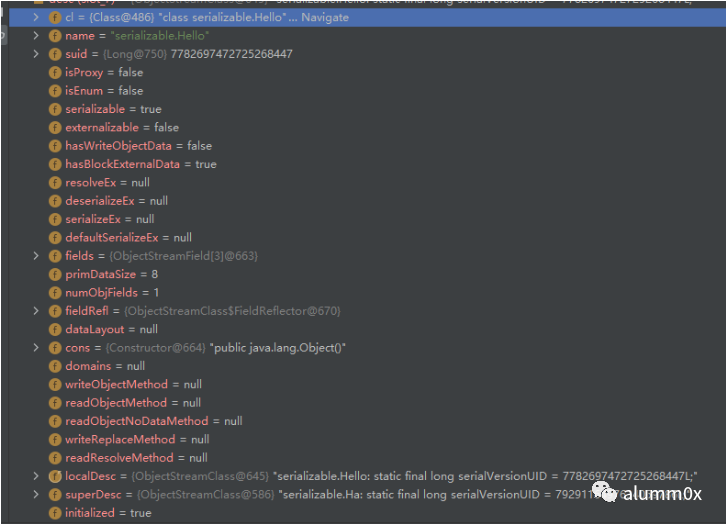 cl = {Class@486} "class serializable.Hello"... Navigate
name = "serializable.Hello"
suid = {Long@750} 7782697472725268447
isProxy = false
isEnum = false
serializable = true
externalizable = false
hasWriteObjectData = false
hasBlockExternalData = true
resolveEx = null
deserializeEx = null
serializeEx = null
defaultSerializeEx = null
fields = {ObjectStreamField[3]@663}
primDataSize = 8
numObjFields = 1
fieldRefl = {ObjectStreamClass$FieldReflector@670}
dataLayout = null
cons = {Constructor@664} "public java.lang.Object()"
domains = null
writeObjectMethod = null
readObjectMethod = null
readObjectNoDataMethod = null
writeReplaceMethod = null
readResolveMethod = null
localDesc = {ObjectStreamClass@645} "serializable.Hello: static final long serialVersionUID = 7782697472725268447L;"
superDesc = {ObjectStreamClass@586} "serializable.Ha: static final long serialVersionUID =
alumm0x
initialized = true